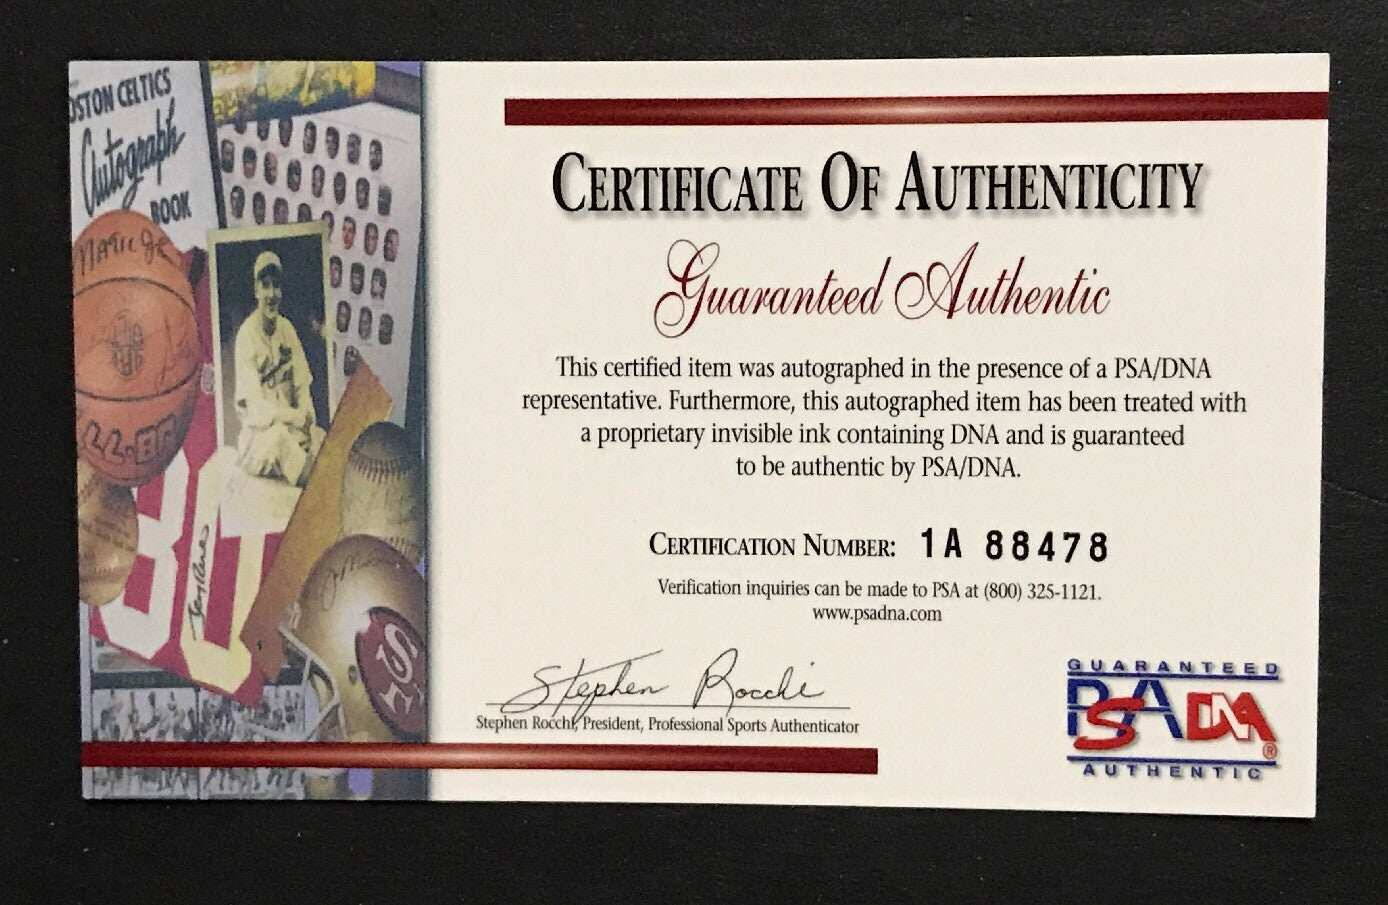 OSTON CELTICS
Autograph
BOOK
CERTIFICATE OF AUTHENTICITY
Guaranteed Authentic
This certified item was autographed in the presence of a PSA/DNA
representative. Furthermore, this autographed item has been treated with
a proprietary invisible ink containing DNA and is guaranteed
to be authentic by PSA/DNA.
CERTIFICATION NUMBER: 1A 88478
Verification inquiries can be made to PSA at (800) 325-1121.
www.psadna.com
Stephen Rocchi
Stephen Rocchi, President, Professional Sports Authenticator
GUARANTEED
PSA DNA ®
AUTHENTIC
80
SF